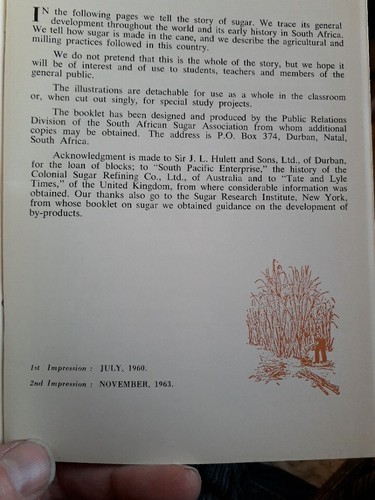 IN the following pages we tell the story of sugar. We trace its general
development throughout the world and its early history in South Africa.
We tell how sugar is made in the cane, and we describe the agricultural and
milling practices followed in this country.
We do not pretend that this is the whole of the story, but we hope it
will be of interest and of use to students, teachers and members of the
general public.
The illustrations are detachable for use as a whole in the classroom
or, when cut out singly, for special study projects.
The booklet has been designed and produced by the Public Relations
Division of the South African Sugar Association from whom additional
copies may be obtained. The address is P.O. Box 374, Durban, Natal,
South Africa.
Acknowledgment is made to Sir J. L. Hulett and Sons, Ltd., of Durban,
for the loan of blocks; to "South Pacific Enterprise," the history of the
Colonial Sugar Refining Co., Ltd., of Australia and to "Tate and Lyle
Times," of the United Kingdom, from where considerable information was
obtained. Our thanks also go to the Sugar Research Institute, New York,
from whose booklet on sugar we obtained guidance on the development of
by-products.
1st Impression : JULY, 1960.
2nd Impression : NOVEMBER, 1963.